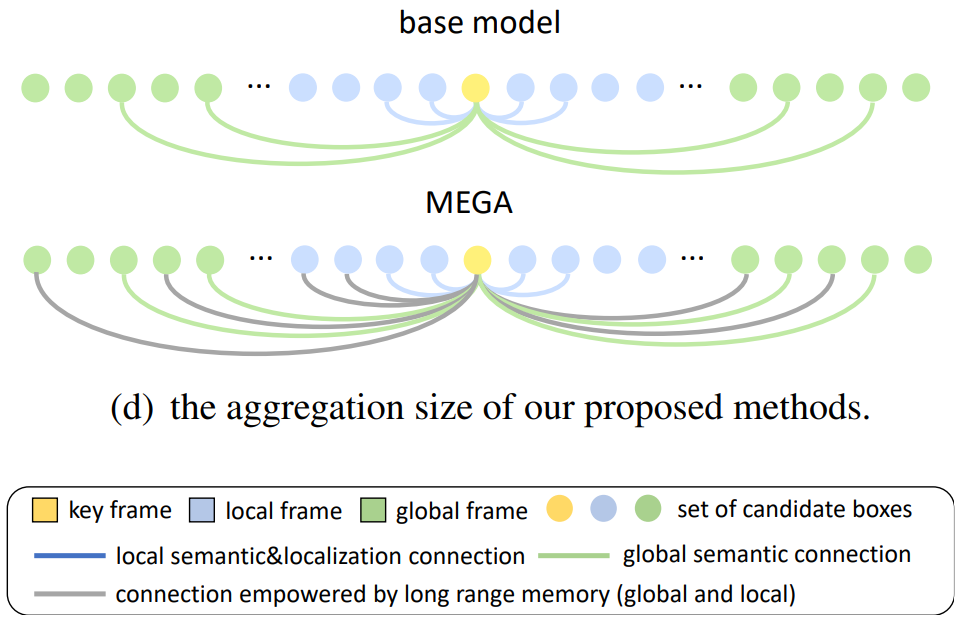 base model
... ...
MEGA
... ...
(d) the aggregation size of our proposed methods.
key frame local frame global frame set of candidate boxes
local semantic&localization connection global semantic connection
connection empowered by long range memory (global and local)